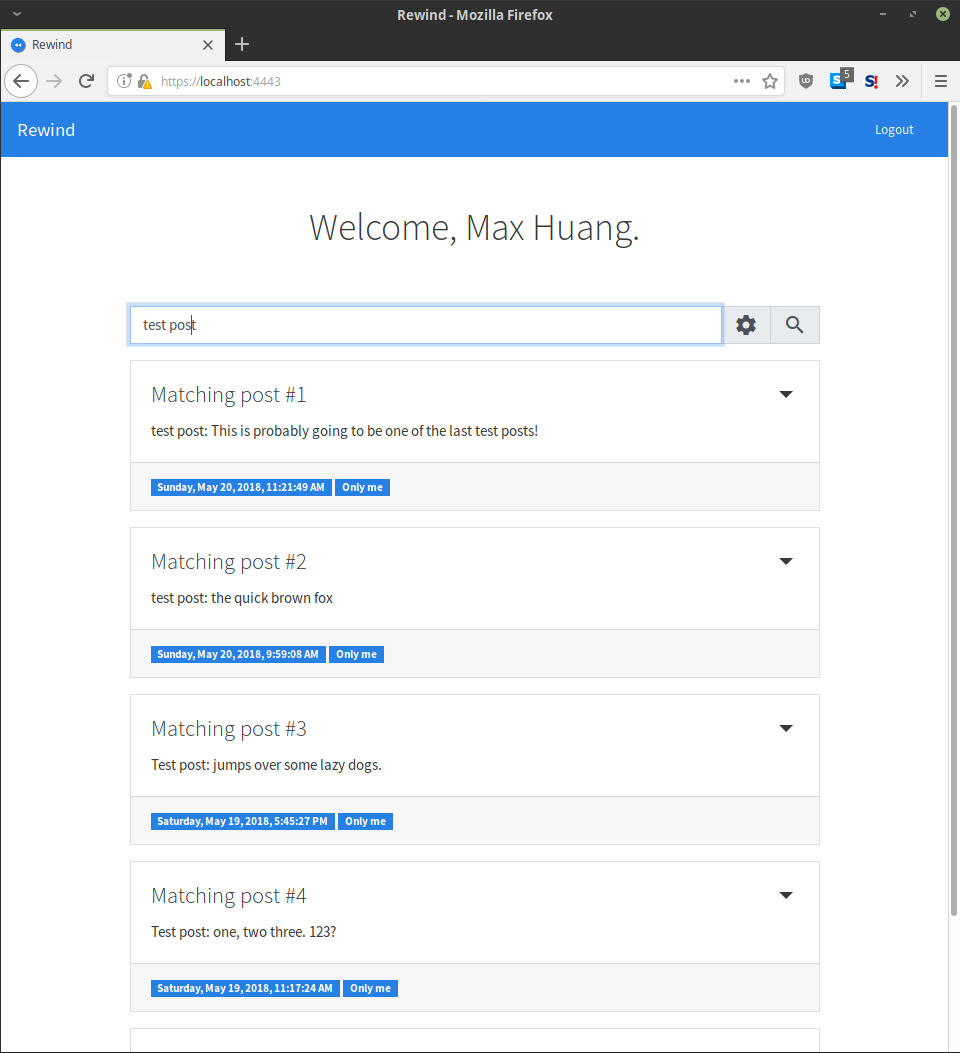 Rewind - Mozilla Firefox
Rewind
https://localhost:4443
5
S
S!
Rewind
Logout
Welcome, Max Huang.
test post
Matching post #1
test post: This is probably going to be one of the last test posts!
Sunday, May 20, 2018, 11:21:49 AM Only me
Matching post #2
test post: the quick brown fox
Sunday, May 20, 2018, 9:59:08 AM Only me
Matching post #3
Test post: jumps over some lazy dogs.
Saturday, May 19, 2018, 5:45:27 PM Only me
Matching post #4
Test post: one, two three. 123?
Saturday, May 19, 2018, 11:17:24 AM Only me